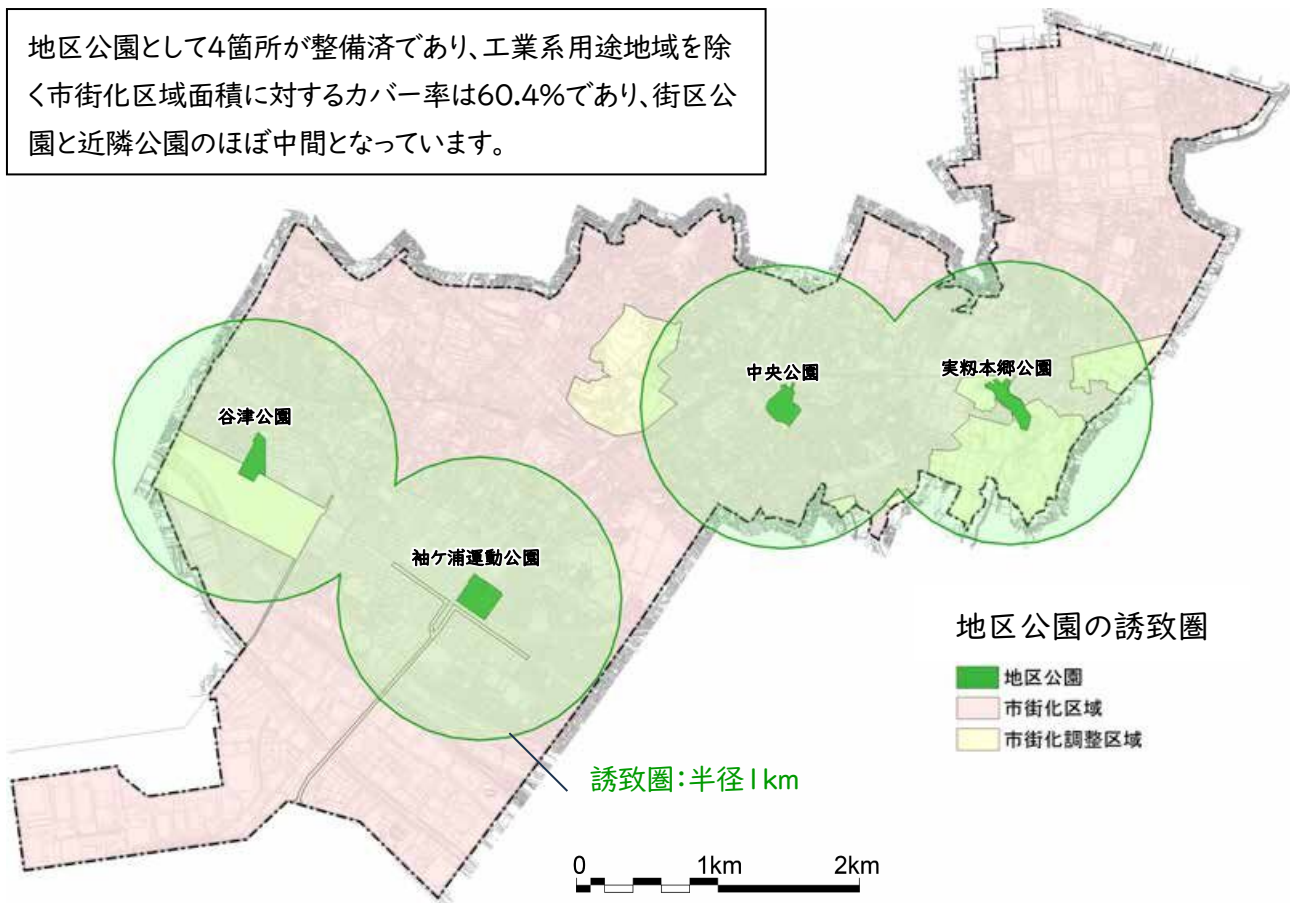 地区公園として4箇所が整備済であり、工業系用途地域を除
く市街化区域面積に対するカバー率は60.4%であり、街区公
園と近隣公園のほぼ中間となっています。
中央公園
実籾本郷公園
谷津公園
袖ケ浦運動公園
地区公園の誘致圏
地区公園
市街化区域
市街化調整区域
誘致圏:半径1km
0 1km 2km